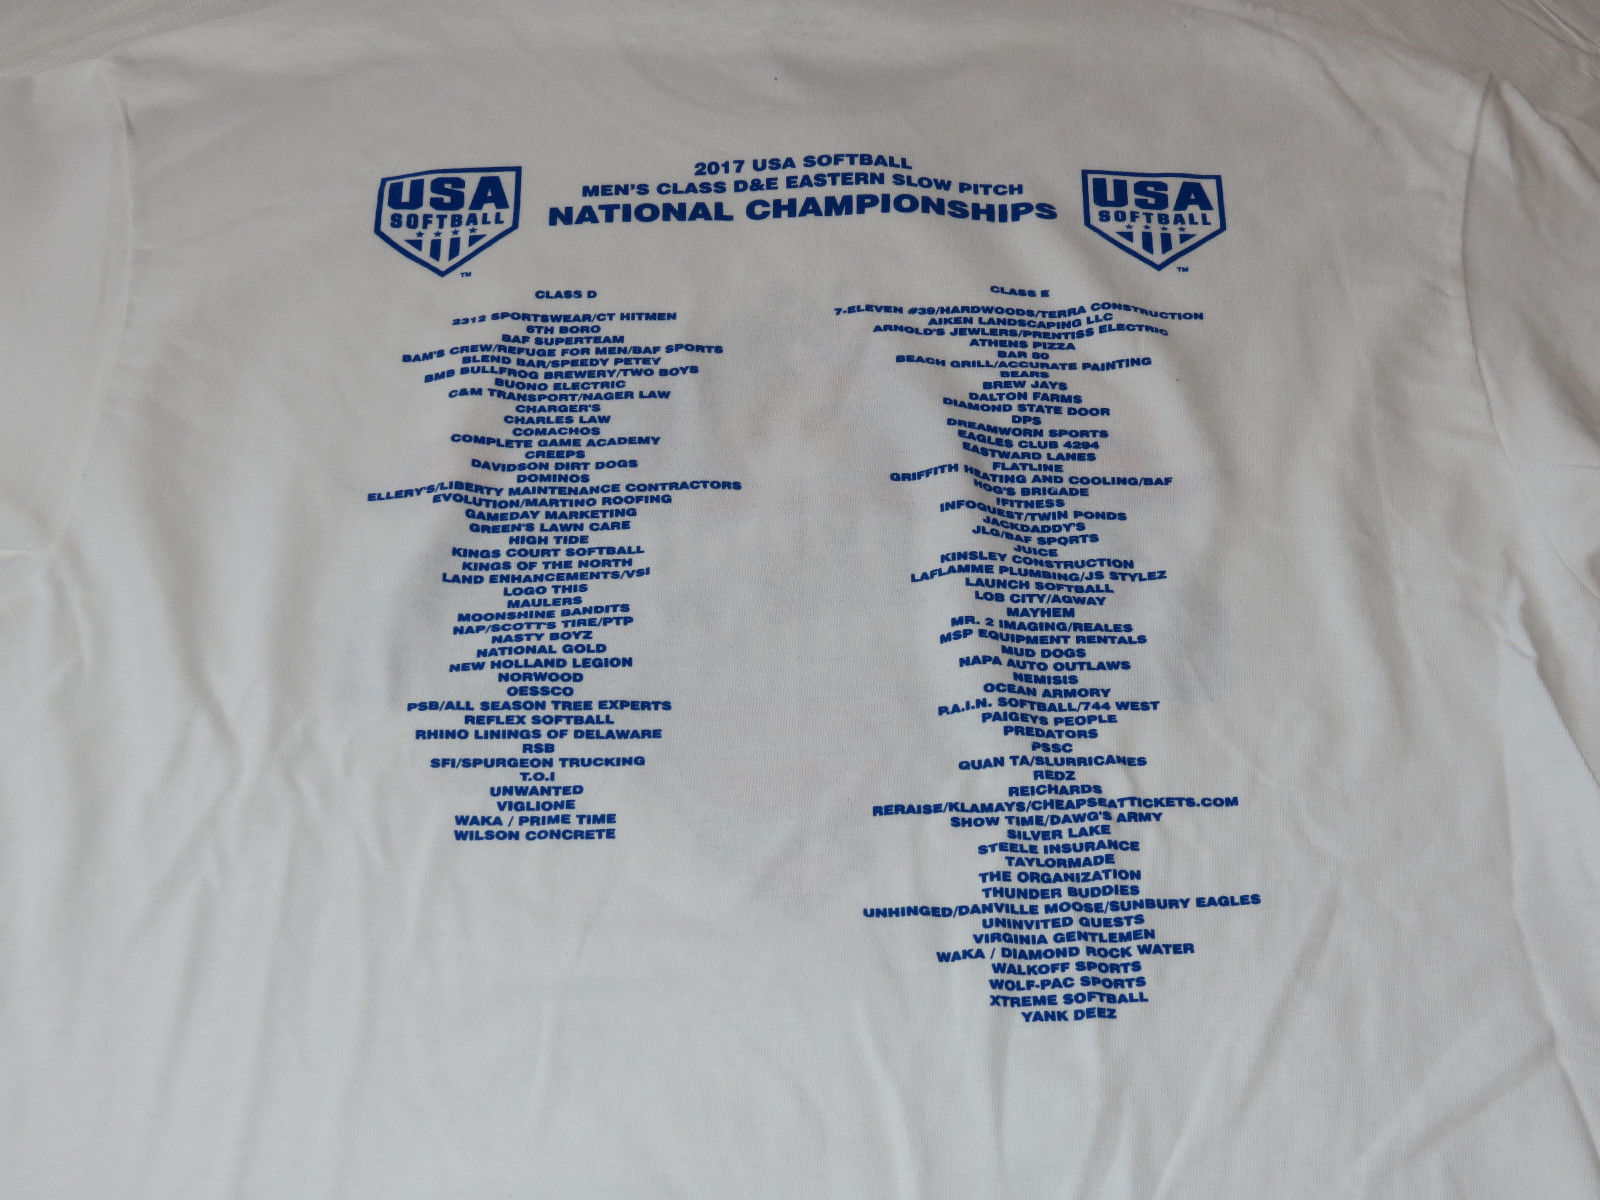 2017 USA SOFTBALL
MEN'S CLASS D&E EASTERN SLOW PITCH
NATIONAL CHAMPIONSHIPS
USA
SOFTBALL
TM
USA
SOFTBALL
TM
CLASS D
2312 SPORTSWEAR/CT HITMEN
6TH BORO
BAF SUPERTEAM
BAM'S CREW/REFUGE FOR MEN/BAF SPORTS
BLEND BAR/SPEEDY PETEY
BMB BULLFROG BREWERY/TWO BOYS
BUONO ELECTRIC
C&M TRANSPORT/NAGER LAW
CHARGER'S
CHARLES LAW
COMACHOS
COMPLETE GAME ACADEMY
CREEPS
DAVIDSON DIRT DOGS
DOMINOS
ELLERY'S/LIBERTY MAINTENANCE CONTRACTORS
EVOLUTION/MARTINO ROOFING
GAMEDAY MARKETING
GREEN'S LAWN CARE
HIGH TIDE
KINGS COURT SOFTBALL
KINGS OF THE NORTH
LAND ENHANCEMENTS/VSI
LOGO THIS
MAULERS
MOONSHINE BANDITS
NAP/SCOTT'S TIRE/PTP
NASTY BOYZ
NATIONAL GOLD
NEW HOLLAND LEGION
NORWOOD
OESSCO
PSB/ALL SEASON TREE EXPERTS
REFLEX SOFTBALL
RHINO LININGS OF DELAWARE
RSB
SFI/SPURGEON TRUCKING
T.O.I
UNWANTED
VIGLIONE
WAKA / PRIME TIME
WILSON CONCRETE
CLASS E
7-ELEVEN #39/HARDWOODS/TERRA CONSTRUCTION
AIKEN LANDSCAPING LLC
ARNOLD'S JEWLERS/PRENTISS ELECTRIC
ATHENS PIZZA
BAR 80
BEACH GRILL/ACCURATE PAINTING
BEARS
BREW JAYS
DALTON FARMS
DIAMOND STATE DOOR
DPS
DREAMWORN SPORTS
EAGLES CLUB 4294
EASTWARD LANES
FLATLINE
GRIFFITH HEATING AND COOLING/BAF
HOG'S BRIGADE
IFITNESS
INFOQUEST/TWIN PONDS
JACKDADDY'S
JLG/BAF SPORTS
JUICE
KINSLEY CONSTRUCTION
LAFLAMME PLUMBING/JS STYLEZ
LAUNCH SOFTBALL
LOB CITY/AGWAY
MAYHEM
MR. 2 IMAGING/REALES
MSP EQUIPMENT RENTALS
MUD DOGS
NAPA AUTO OUTLAWS
NEMISIS
OCEAN ARMORY
P.A.I.N. SOFTBALL/744 WEST
PAIGEYS PEOPLE
PREDATORS
PSSC
QUAN TA/SLURRICANES
REDZ
REICHARDS
RERAISE/KLAMAYS/CHEAPSEATTICKETS.COM
SHOW TIME/DAWG'S ARMY
SILVER LAKE
STEELE INSURANCE
TAYLORMADE
THE ORGANIZATION
THUNDER BUDDIES
UNHINGED/DANVILLE MOOSE/SUNBURY EAGLES
UNINVITED GUESTS
VIRGINIA GENTLEMEN
WAKA / DIAMOND ROCK WATER
WALKOFF SPORTS
WOLF-PAC SPORTS
XTREME SOFTBALL
YANK DEEZ